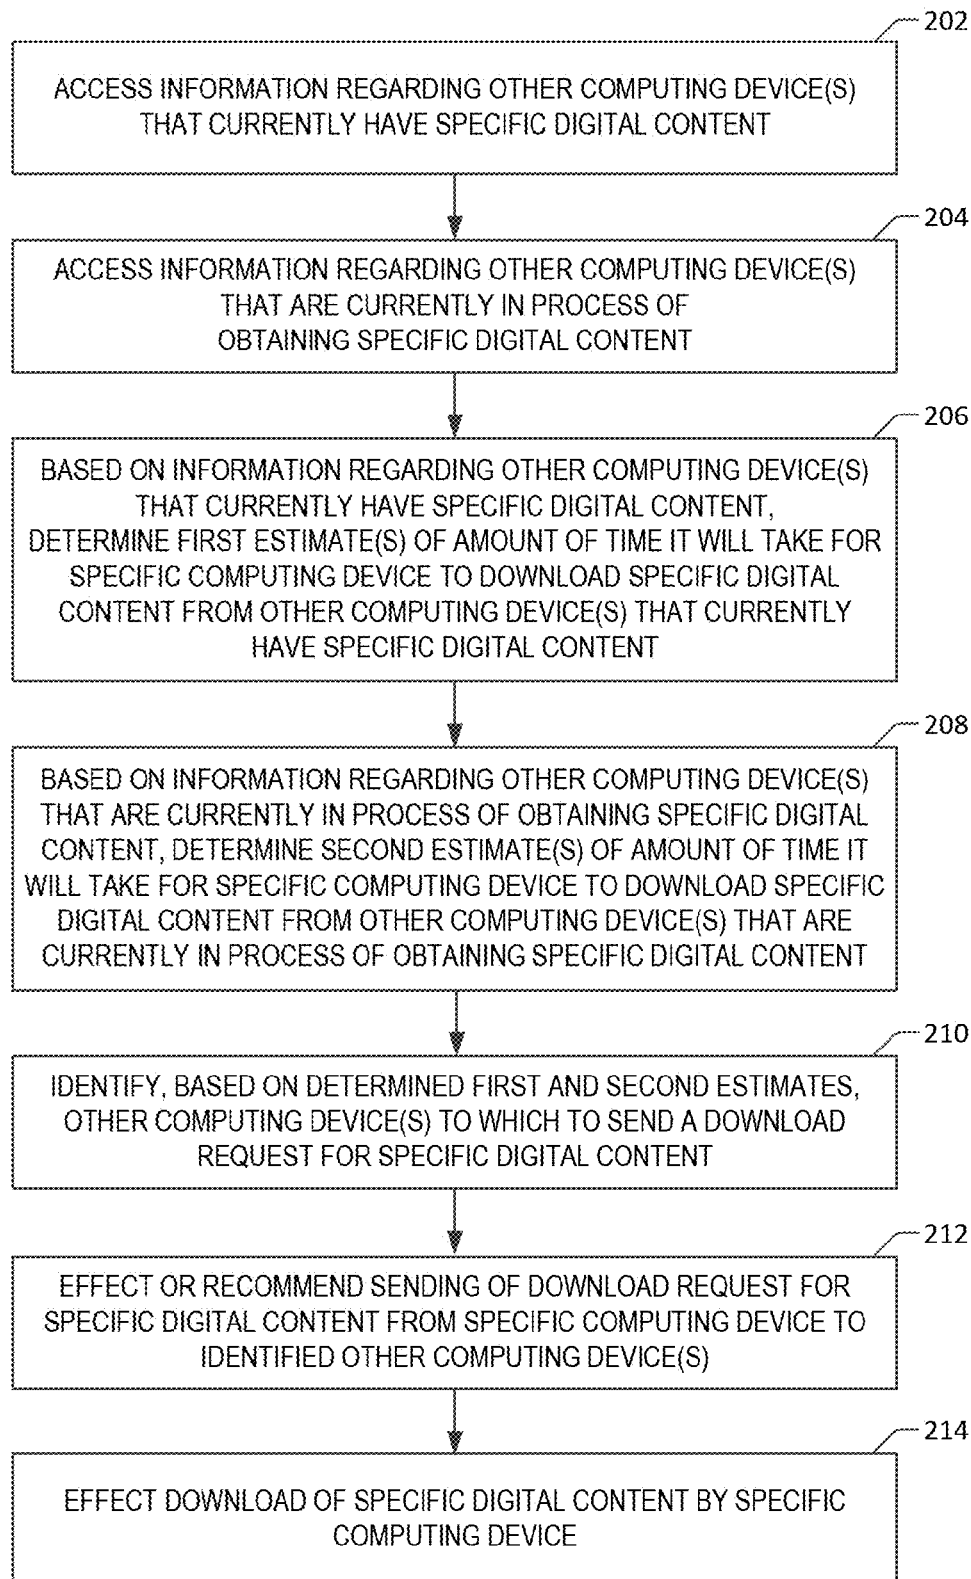 202
ACCESS INFORMATION REGARDING OTHER COMPUTING DEVICE(S)
THAT CURRENTLY HAVE SPECIFIC DIGITAL CONTENT
204
ACCESS INFORMATION REGARDING OTHER COMPUTING DEVICE(S)
THAT ARE CURRENTLY IN PROCESS OF
OBTAINING SPECIFIC DIGITAL CONTENT
206
BASED ON INFORMATION REGARDING OTHER COMPUTING DEVICE(S)
THAT CURRENTLY HAVE SPECIFIC DIGITAL CONTENT,
DETERMINE FIRST ESTIMATE(S) OF AMOUNT OF TIME IT WILL TAKE FOR
SPECIFIC COMPUTING DEVICE TO DOWNLOAD SPECIFIC DIGITAL
CONTENT FROM OTHER COMPUTING DEVICE(S) THAT CURRENTLY
HAVE SPECIFIC DIGITAL CONTENT
208
BASED ON INFORMATION REGARDING OTHER COMPUTING DEVICE(S)
THAT ARE CURRENTLY IN PROCESS OF OBTAINING SPECIFIC DIGITAL
CONTENT, DETERMINE SECOND ESTIMATE(S) OF AMOUNT OF TIME IT
WILL TAKE FOR SPECIFIC COMPUTING DEVICE TO DOWNLOAD SPECIFIC
DIGITAL CONTENT FROM OTHER COMPUTING DEVICE(S) THAT ARE
CURRENTLY IN PROCESS OF OBTAINING SPECIFIC DIGITAL CONTENT
210
IDENTIFY, BASED ON DETERMINED FIRST AND SECOND ESTIMATES,
OTHER COMPUTING DEVICE(S) TO WHICH TO SEND A DOWNLOAD
REQUEST FOR SPECIFIC DIGITAL CONTENT
212
EFFECT OR RECOMMEND SENDING OF DOWNLOAD REQUEST FOR
SPECIFIC DIGITAL CONTENT FROM SPECIFIC COMPUTING DEVICE TO
IDENTIFIED OTHER COMPUTING DEVICE(S)
214
EFFECT DOWNLOAD OF SPECIFIC DIGITAL CONTENT BY SPECIFIC
COMPUTING DEVICE